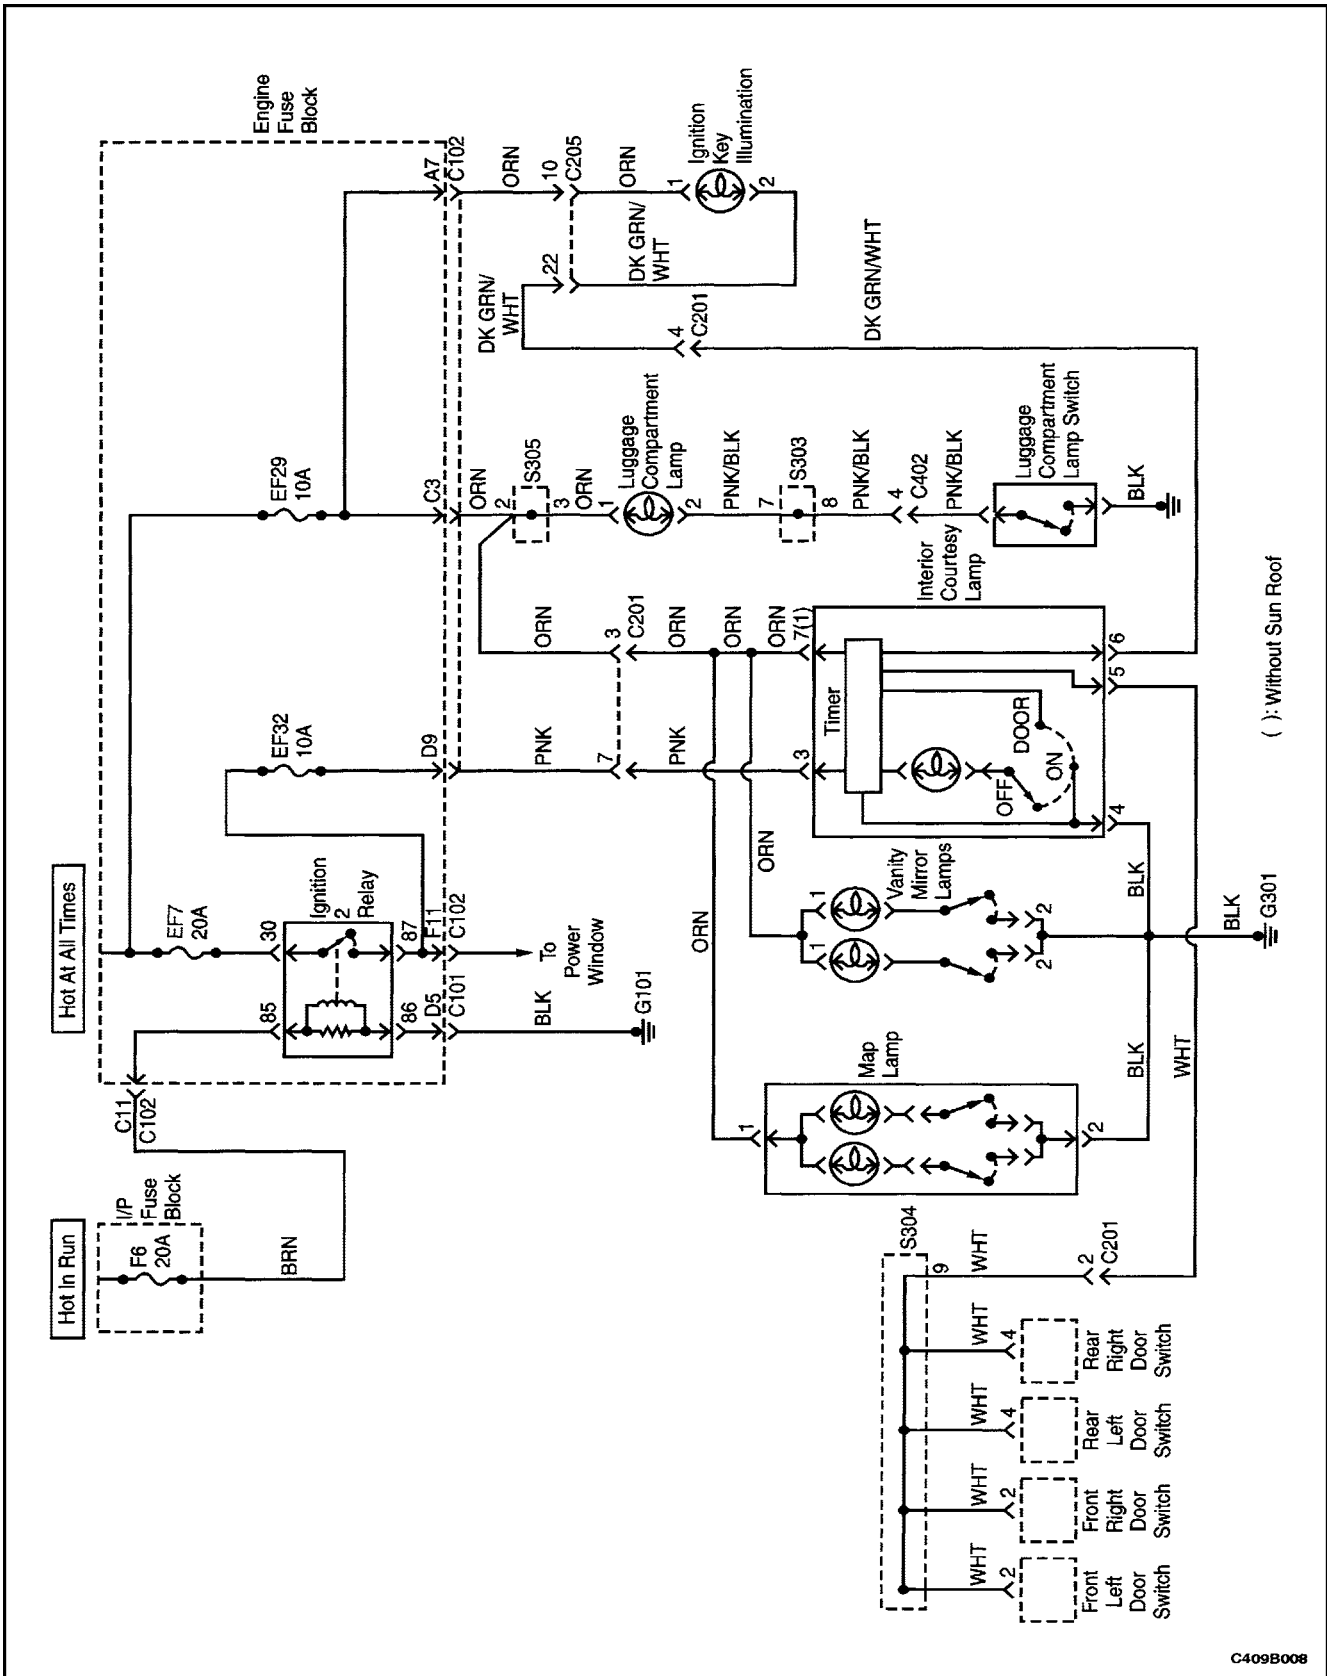 Hot In Run
Hot At All Times
I/P
Fuse
Block
F6
20A
BRN
C11
C102
Engine
Fuse
Block
EF7
20A
EF32
10A
EF29
10A
85
30
Ignition
2
Relay
86
87
D5
C101
F11
C102
D9
C3
A7
C102
BLK
G101
To
Power
Window
PNK
7
PNK
3
ORN
3
C201
ORN
ORN
ORN
7(1)
ORN
2
S305
3
ORN
1
Luggage
Compartment
Lamp
2
PNK/BLK
7
S303
8
PNK/BLK
4
C402
PNK/BLK
Luggage
Compartment
Lamp Switch
BLK
ORN
10
C205
ORN
1
Ignition
Key
Illumination
2
DK GRN/
WHT
22
DK GRN/
WHT
4
C201
DK GRN/WHT
Interior
Courtesy
Lamp
Timer
DOOR
ON
OFF
4
5
6
ORN
ORN
1
1
Vanity
Mirror
Lamps
2
2
BLK
BLK
G301
1
Map
Lamp
2
BLK
WHT
S304
9
WHT
2
C201
WHT
2
Front
Left
Door
Switch
WHT
2
Front
Right
Door
Switch
WHT
4
Rear
Left
Door
Switch
WHT
4
Rear
Right
Door
Switch
( ): Without Sun Roof
C409B008